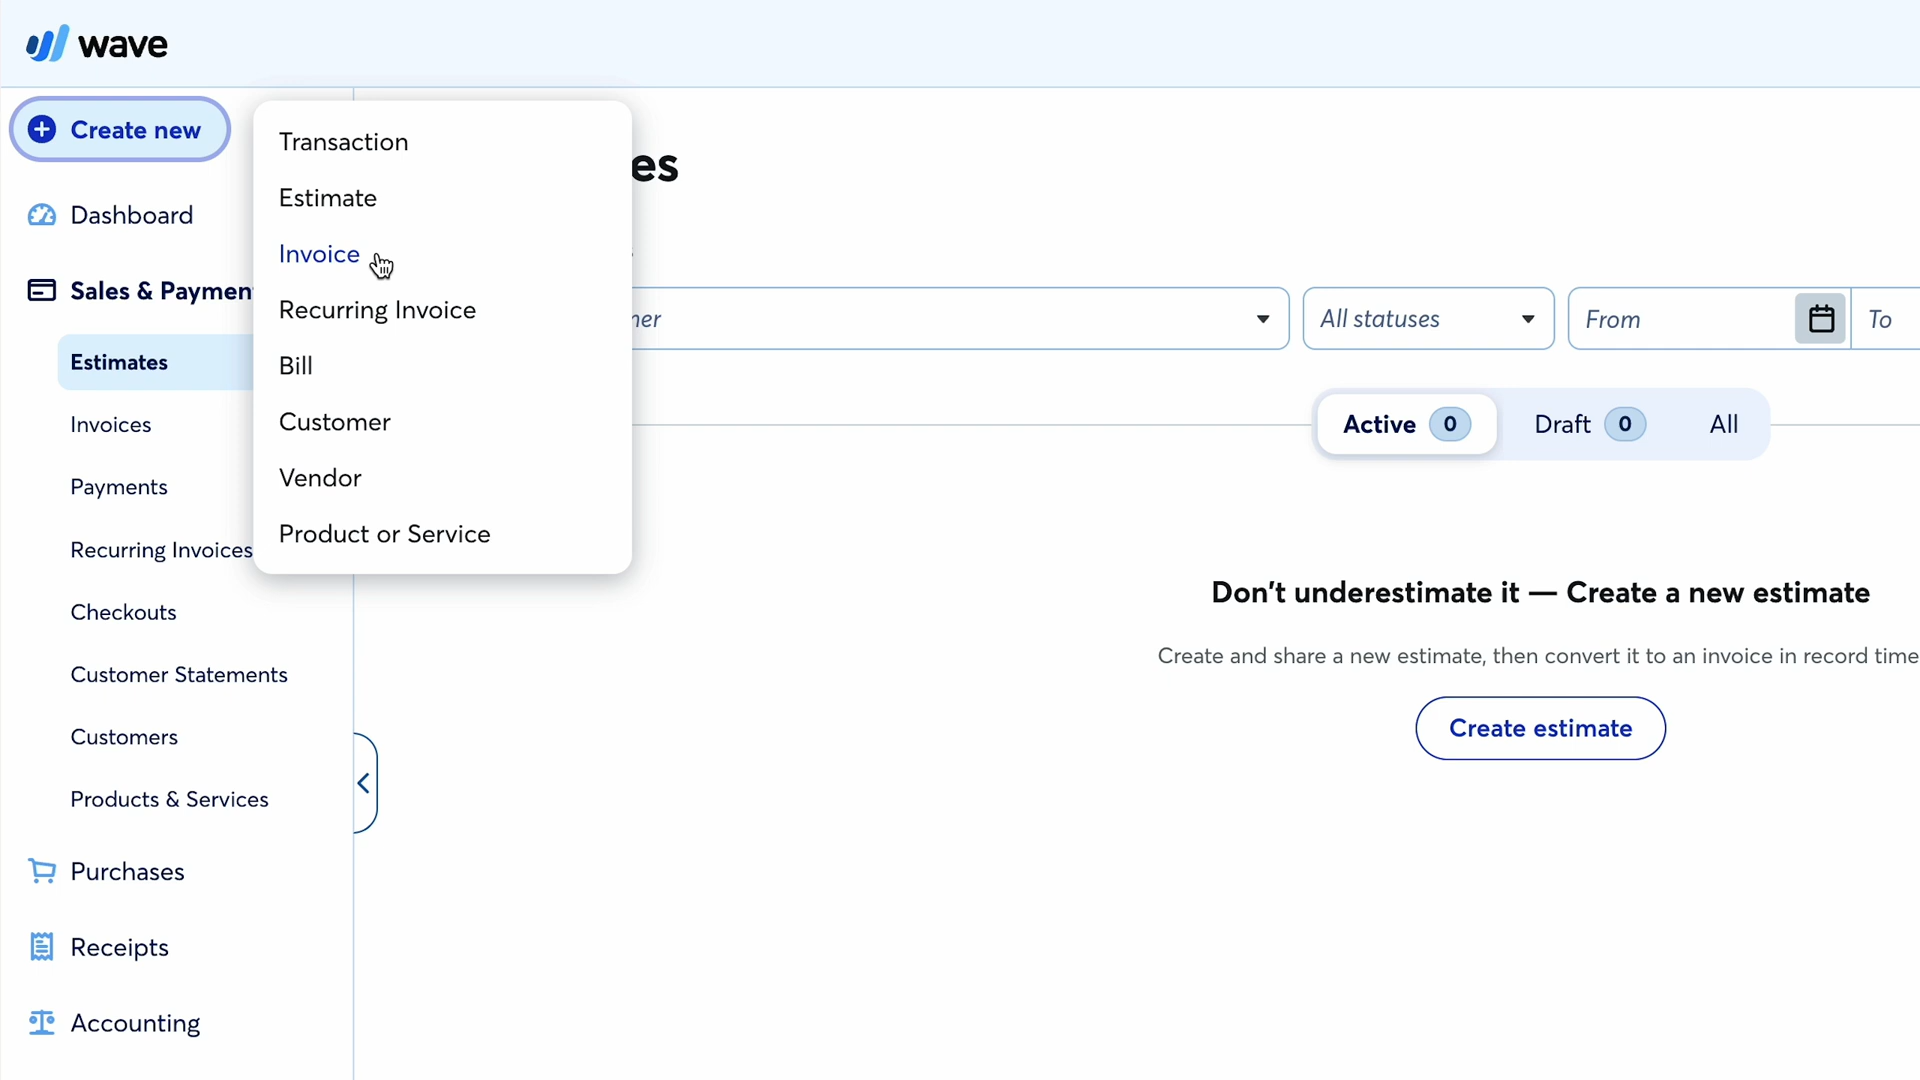 wave
Create new
Transaction
Estimate
Invoice
Recurring Invoice
Bill
Customer
Vendor
Product or Service
Dashboard
Sales & Paymen
Estimates
Invoices
Payments
Recurring Invoices
Checkouts
Customer Statements
Customers
Products & Services
Purchases
Receipts
Accounting
es
ner
All statuses
From
To
Active 0
Draft 0
All
Don't underestimate it — Create a new estimate
Create and share a new estimate, then convert it to an invoice in record time
Create estimate